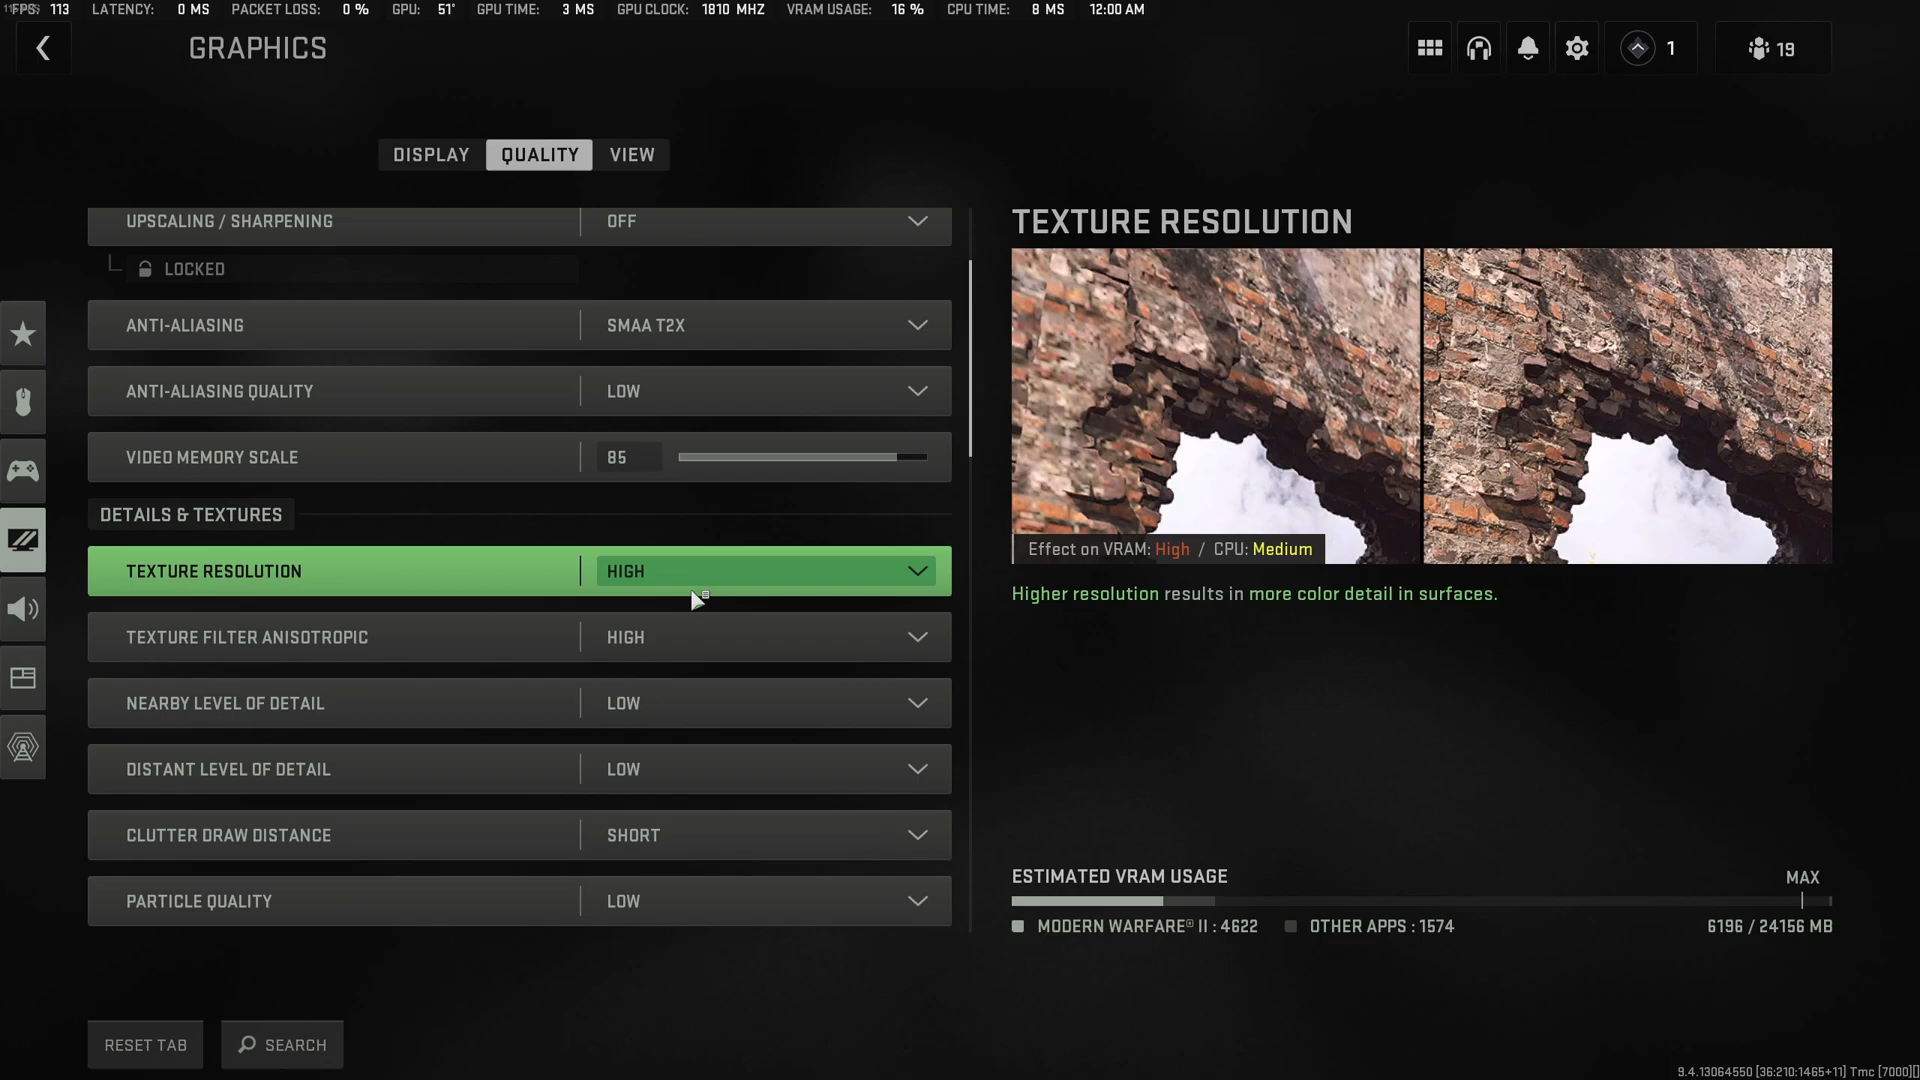 FPS: 113 LATENCY: 0 MS PACKET LOSS: 0 % GPU: 51° GPU TIME: 3 MS GPU CLOCK: 1810 MHZ VRAM USAGE: 16 % CPU TIME: 8 MS 12:00 AM
GRAPHICS
1
19
DISPLAY QUALITY VIEW
UPSCALING / SHARPENING OFF
LOCKED
ANTI-ALIASING SMAA T2X
ANTI-ALIASING QUALITY LOW
VIDEO MEMORY SCALE 85
DETAILS & TEXTURES
TEXTURE RESOLUTION HIGH
TEXTURE FILTER ANISOTROPIC HIGH
NEARBY LEVEL OF DETAIL LOW
DISTANT LEVEL OF DETAIL LOW
CLUTTER DRAW DISTANCE SHORT
PARTICLE QUALITY LOW
TEXTURE RESOLUTION
Effect on VRAM: High / CPU: Medium
Higher resolution results in more color detail in surfaces.
ESTIMATED VRAM USAGE
MAX
MODERN WARFARE® II : 4622 OTHER APPS : 1574 6196 / 24156 MB
RESET TAB SEARCH
9.4.13064550 [36:210:1465+11] Tmc [7000][]